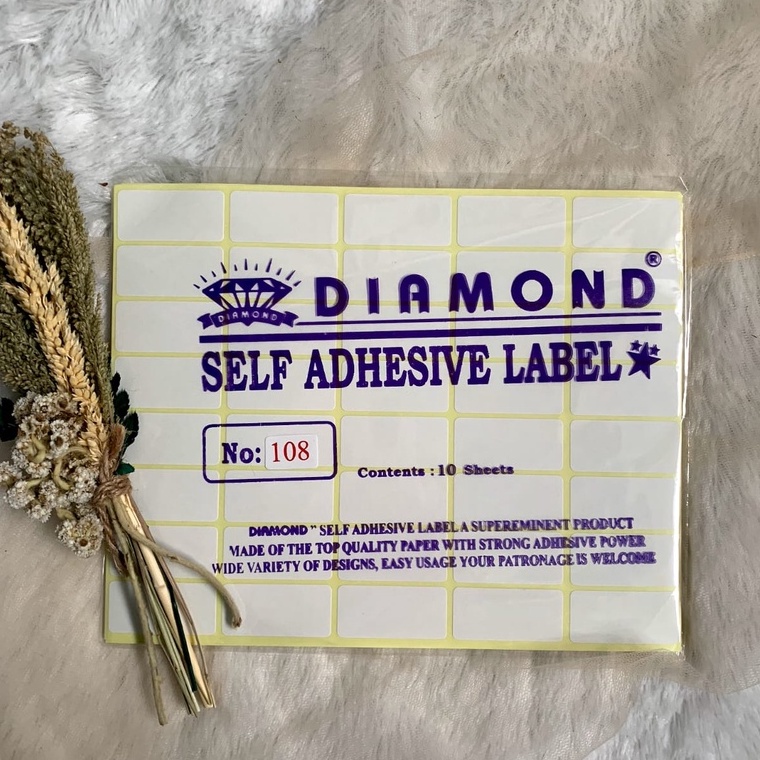 DIAMOND®
DIAMOND
SELF ADHESIVE LABEL
No: 108
Contents : 10 Sheets
DIAMOND" SELF ADHESIVE LABEL A SUPEREMINENT PRODUCT
MADE OF THE TOP QUALITY PAPER WITH STRONG ADHESIVE POWER
WIDE VARIETY OF DESIGNS, EASY USAGE YOUR PATRONAGE IS WELCOME